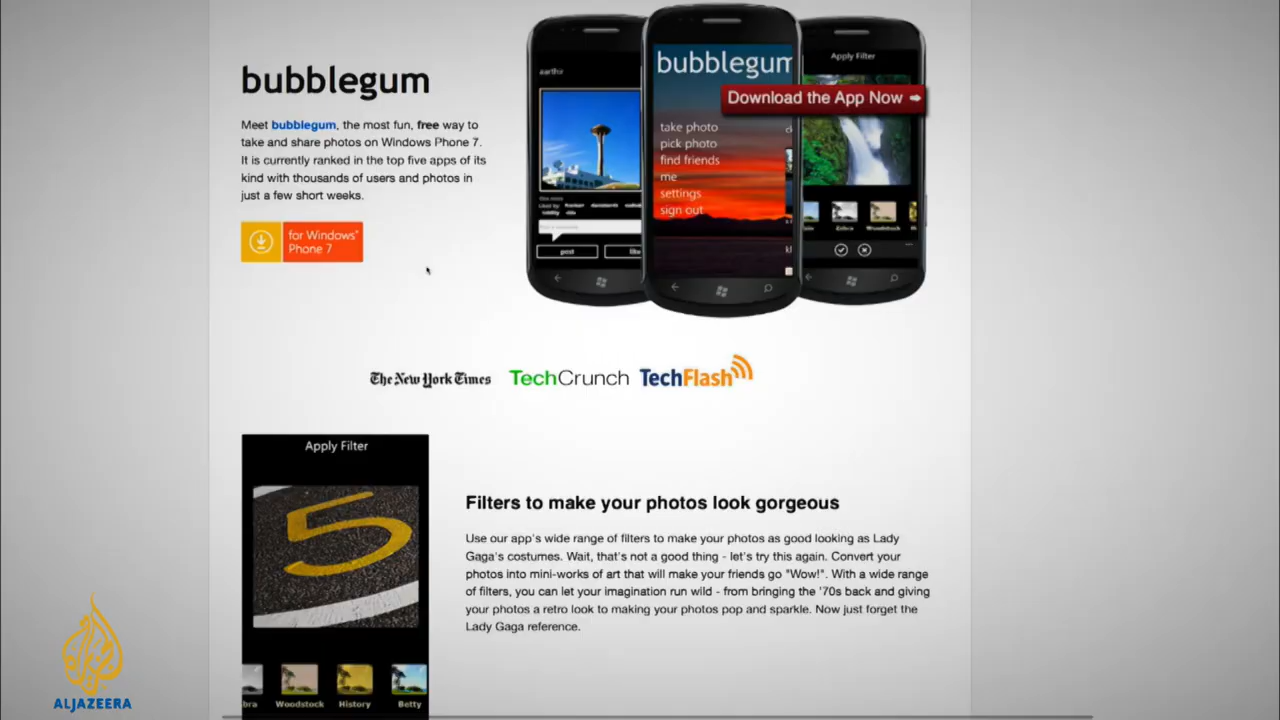 bubblegum
Meet bubblegum, the most fun, free way to
take and share photos on Windows Phone 7.
It is currently ranked in the top five apps of its
kind with thousands of users and photos in
just a few short weeks.
for Windows®
Phone 7
post
like
bubblegum
take photo
pick photo
find friends
me
settings
sign out
Download the App Now
Apply Filter
Zebra
Woodstock
The New York Times
TechCrunch
TechFlash
Apply Filter
5
bra
Woodstock
History
Betty
Filters to make your photos look gorgeous
Use our app's wide range of filters to make your photos as good looking as Lady
Gaga's costumes. Wait, that's not a good thing - let's try this again. Convert your
photos into mini-works of art that will make your friends go "Wow!". With a wide range
of filters, you can let your imagination run wild - from bringing the '70s back and giving
your photos a retro look to making your photos pop and sparkle. Now just forget the
Lady Gaga reference.
ALJAZEERA